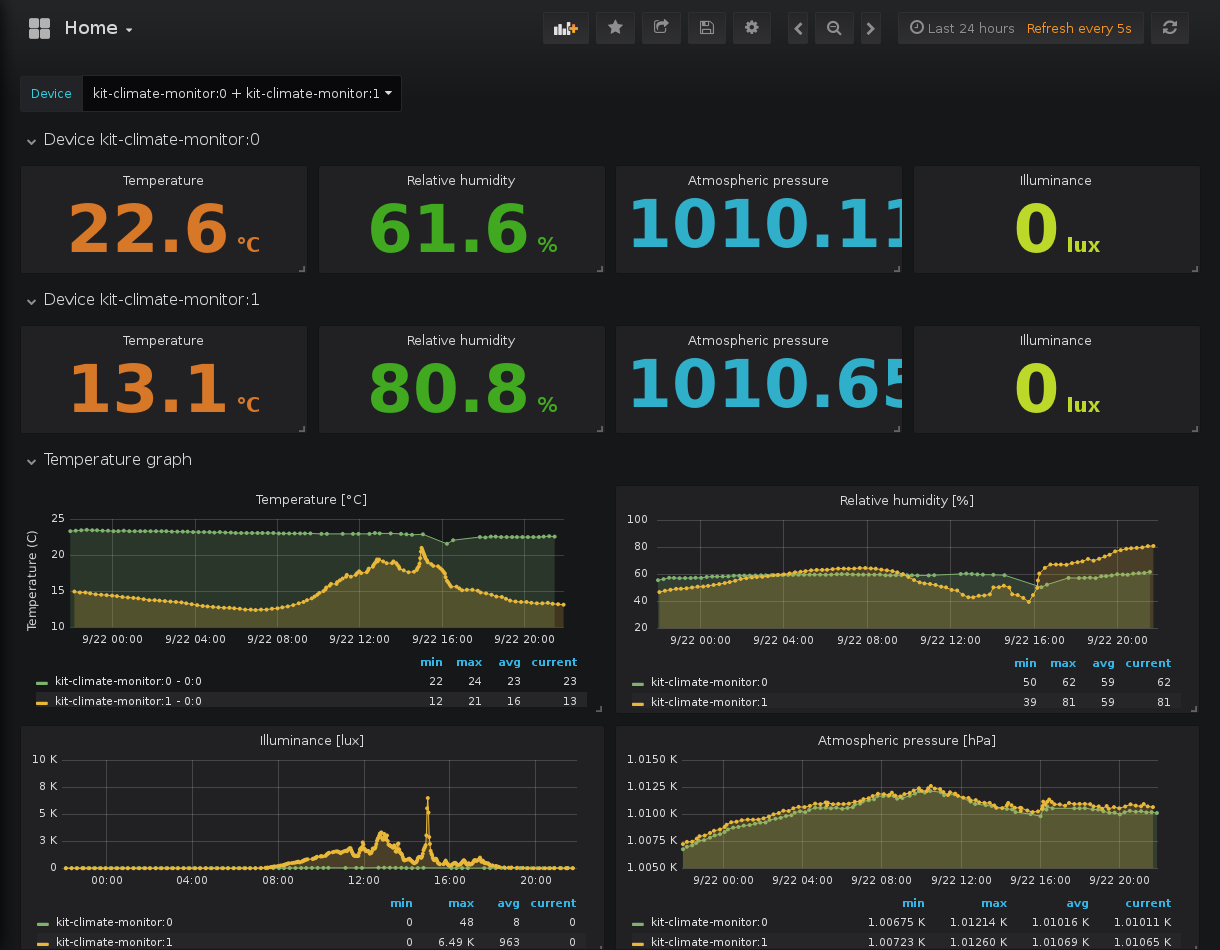 Home
Last 24 hours Refresh every 5s
Device kit-climate-monitor:0 + kit-climate-monitor:1
Device kit-climate-monitor:0
Temperature Relative humidity Atmospheric pressure Illuminance
22.6 °C 61.6 % 1010.11 0 lux
Device kit-climate-monitor:1
Temperature Relative humidity Atmospheric pressure Illuminance
13.1 °C 80.8 % 1010.65 0 lux
Temperature graph
Temperature [°C]
Temperature (C)
25
20
15
10
9/22 00:00 9/22 04:00 9/22 08:00 9/22 12:00 9/22 16:00 9/22 20:00
min max avg current
kit-climate-monitor:0 - 0:0 22 24 23 23
kit-climate-monitor:1 - 0:0 12 21 16 13
Relative humidity [%]
100
80
60
40
20
9/22 00:00 9/22 04:00 9/22 08:00 9/22 12:00 9/22 16:00 9/22 20:00
min max avg current
kit-climate-monitor:0 50 62 59 62
kit-climate-monitor:1 39 81 59 81
Illuminance [lux]
10 K
8 K
5 K
3 K
0
00:00 04:00 08:00 12:00 16:00 20:00
min max avg current
kit-climate-monitor:0 0 48 8 0
kit-climate-monitor:1 0 6.49 K 963 0
Atmospheric pressure [hPa]
1.0150 K
1.0125 K
1.0100 K
1.0075 K
1.0050 K
9/22 00:00 9/22 04:00 9/22 08:00 9/22 12:00 9/22 16:00 9/22 20:00
min max avg current
kit-climate-monitor:0 1.00675 K 1.01214 K 1.01016 K 1.01011 K
kit-climate-monitor:1 1.00723 K 1.01260 K 1.01069 K 1.01065 K